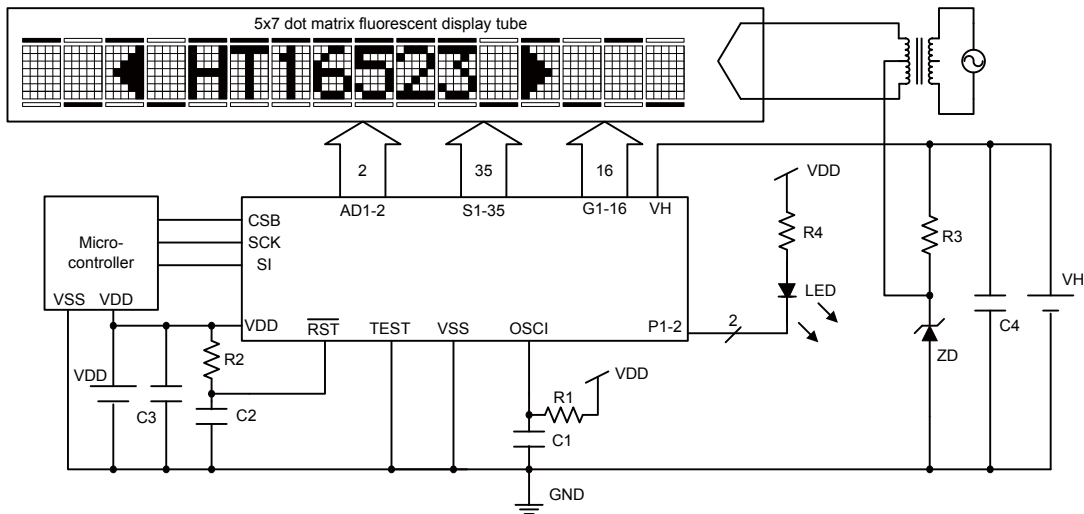 5x7 dot matrix fluorescent display tube
HT16523
2 35 16
VDD
AD1-2 S1-35 G1-16 VH
CSB
SCK
SI
Micro-
controller
R4
R3
LED
VH
VSS VDD
VDD
RST TEST VSS OSCI
P1-2
2
C4
R2
ZD
VDD
VDD
R1
C3
C2
C1
GND